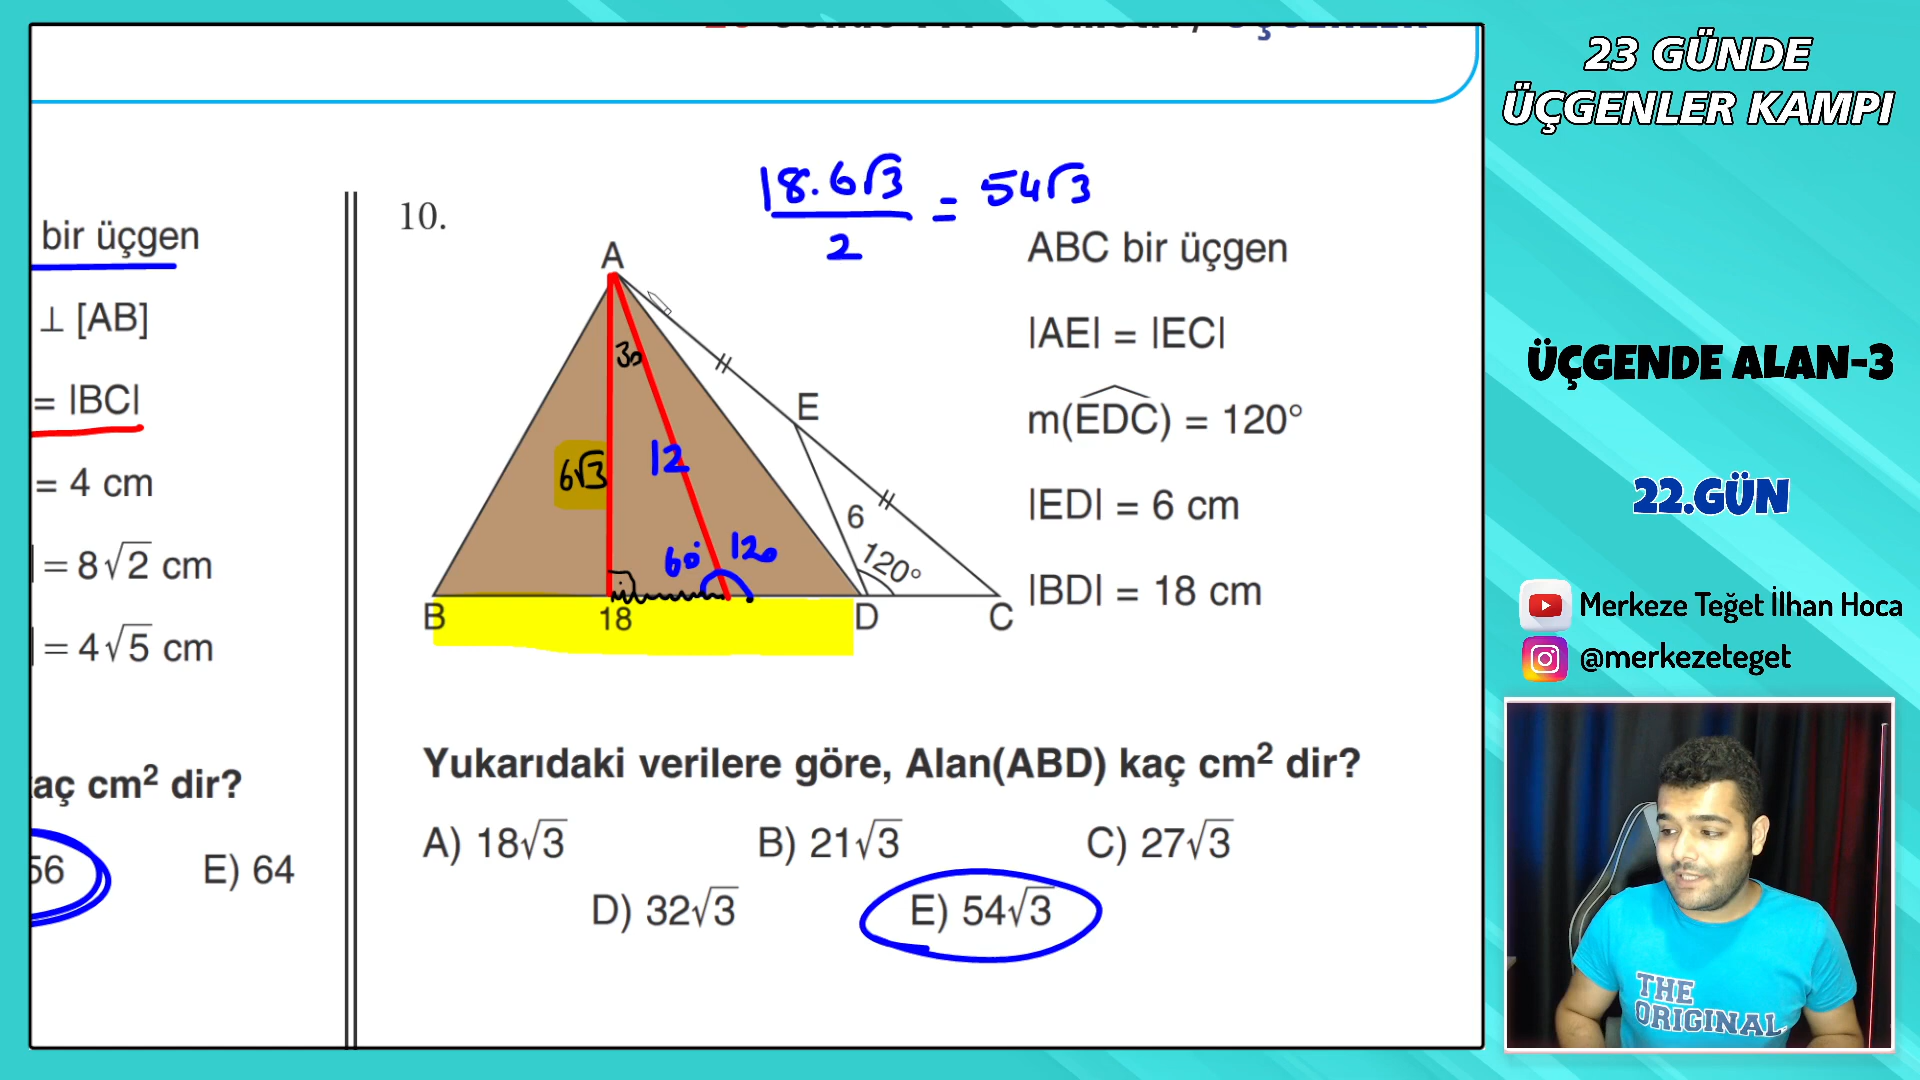 23 GÜNDE
ÜÇGENLER KAMPI
ÜÇGENDE ALAN-3
22.GÜN
Merkeze Teğet İlhan Hoca
@merkezeteget
THE
ORIGINAL
bir üçgen
⊥ [AB]
= |BC|
= 4 cm
= 8√2 cm
= 4√5 cm
kaç cm² dir?
56
E) 64
10.
18.6√3
2
= 54√3
A
30
E
6√3
12
6
60°
120
120°
B
18
D
C
ABC bir üçgen
|AE| = |EC|
m(EDC) = 120°
|ED| = 6 cm
|BD| = 18 cm
Yukarıdaki verilere göre, Alan(ABD) kaç cm² dir?
A) 18√3 B) 21√3 C) 27√3
D) 32√3 E) 54√3